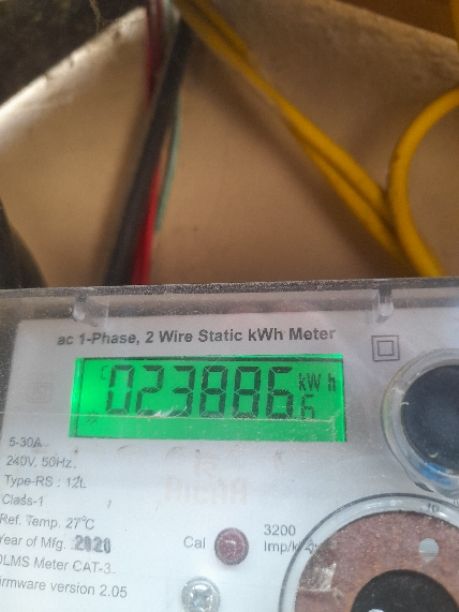 ac 1-Phase, 2 Wire Static kWh Meter
C 023886.6 kWh
5-30A
240V, 50Hz.
Type-RS : 12L
Class-1
Ref. Temp. 27°C
Year of Mfg. 2020
DLMS Meter CAT-3
Firmware version 2.05
Cal
3200
imp/k